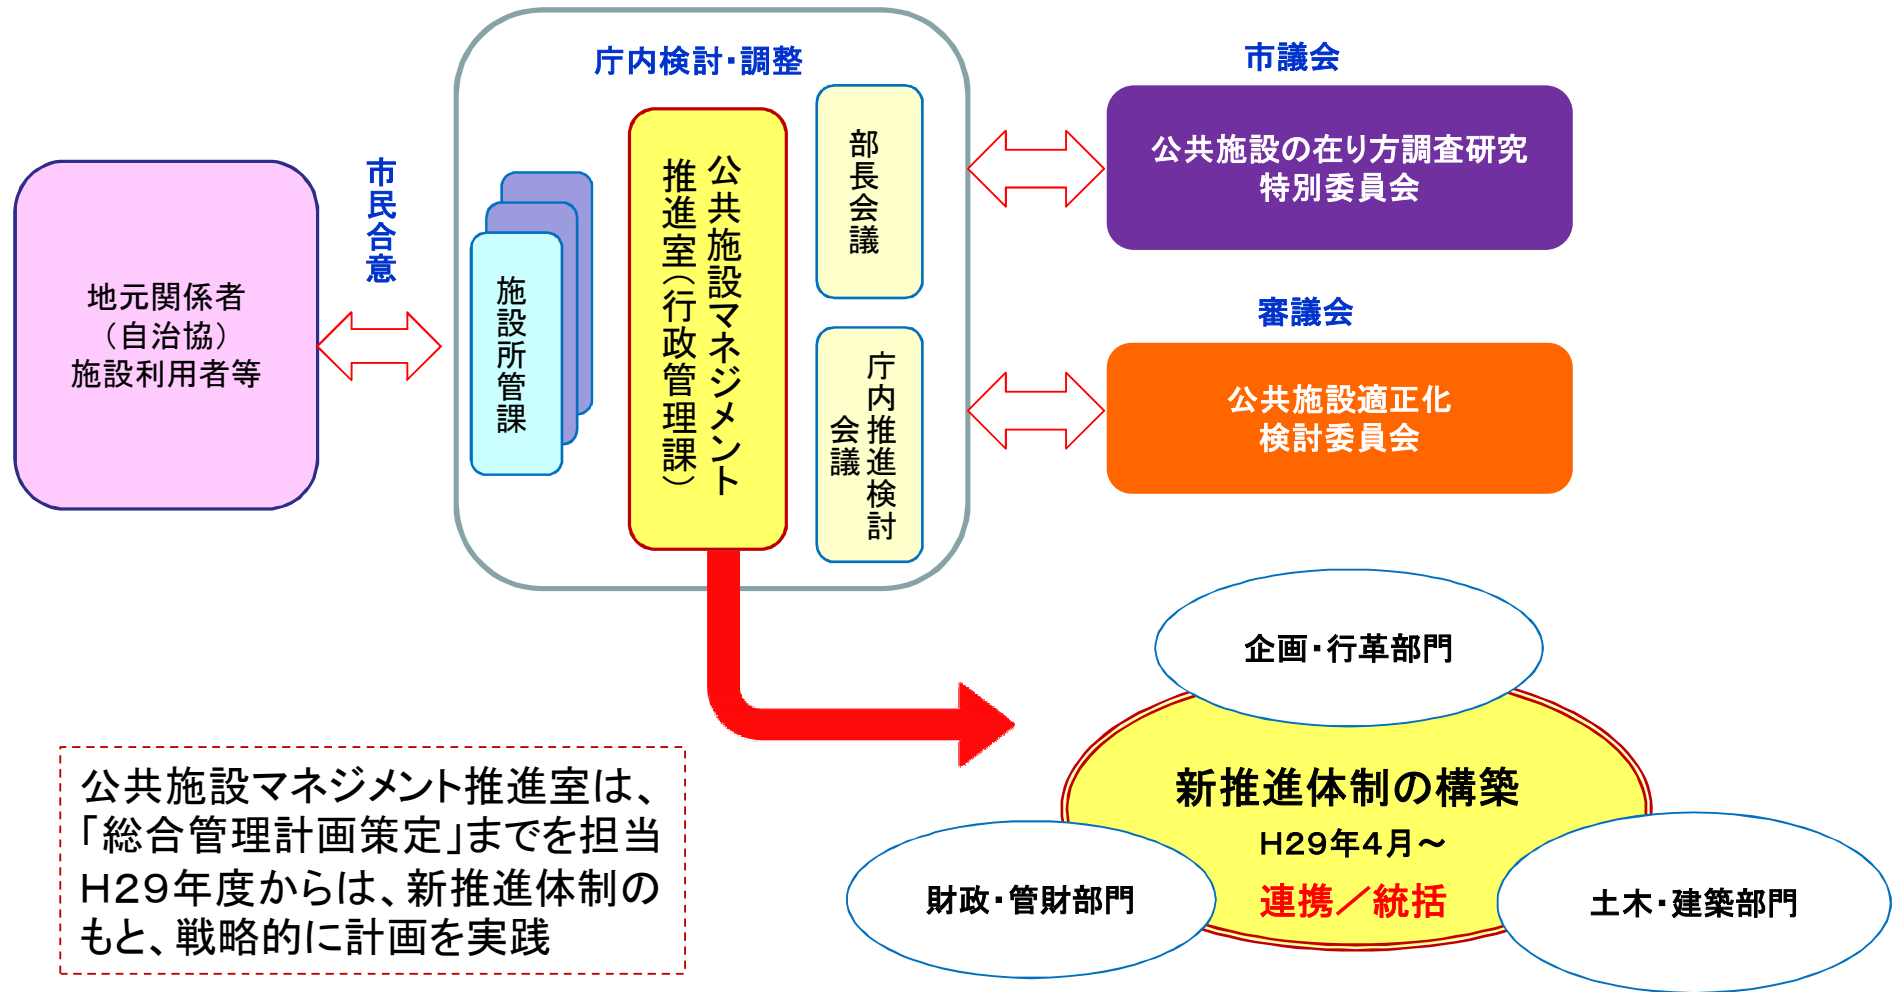 庁内検討・調整
市議会
公共施設の在り方調査研究
特別委員会
部長会議
公共施設マネジメント
推進室(行政管理課)
市民合意
施設所管課
地元関係者
(自治協)
施設利用者等
審議会
庁内推進検討
会議
公共施設適正化
検討委員会
企画・行革部門
新推進体制の構築
H29年4月~
連携/統括
財政・管財部門
土木・建築部門
公共施設マネジメント推進室は、
「総合管理計画策定」までを担当
H29年度からは、新推進体制の
もと、戦略的に計画を実践